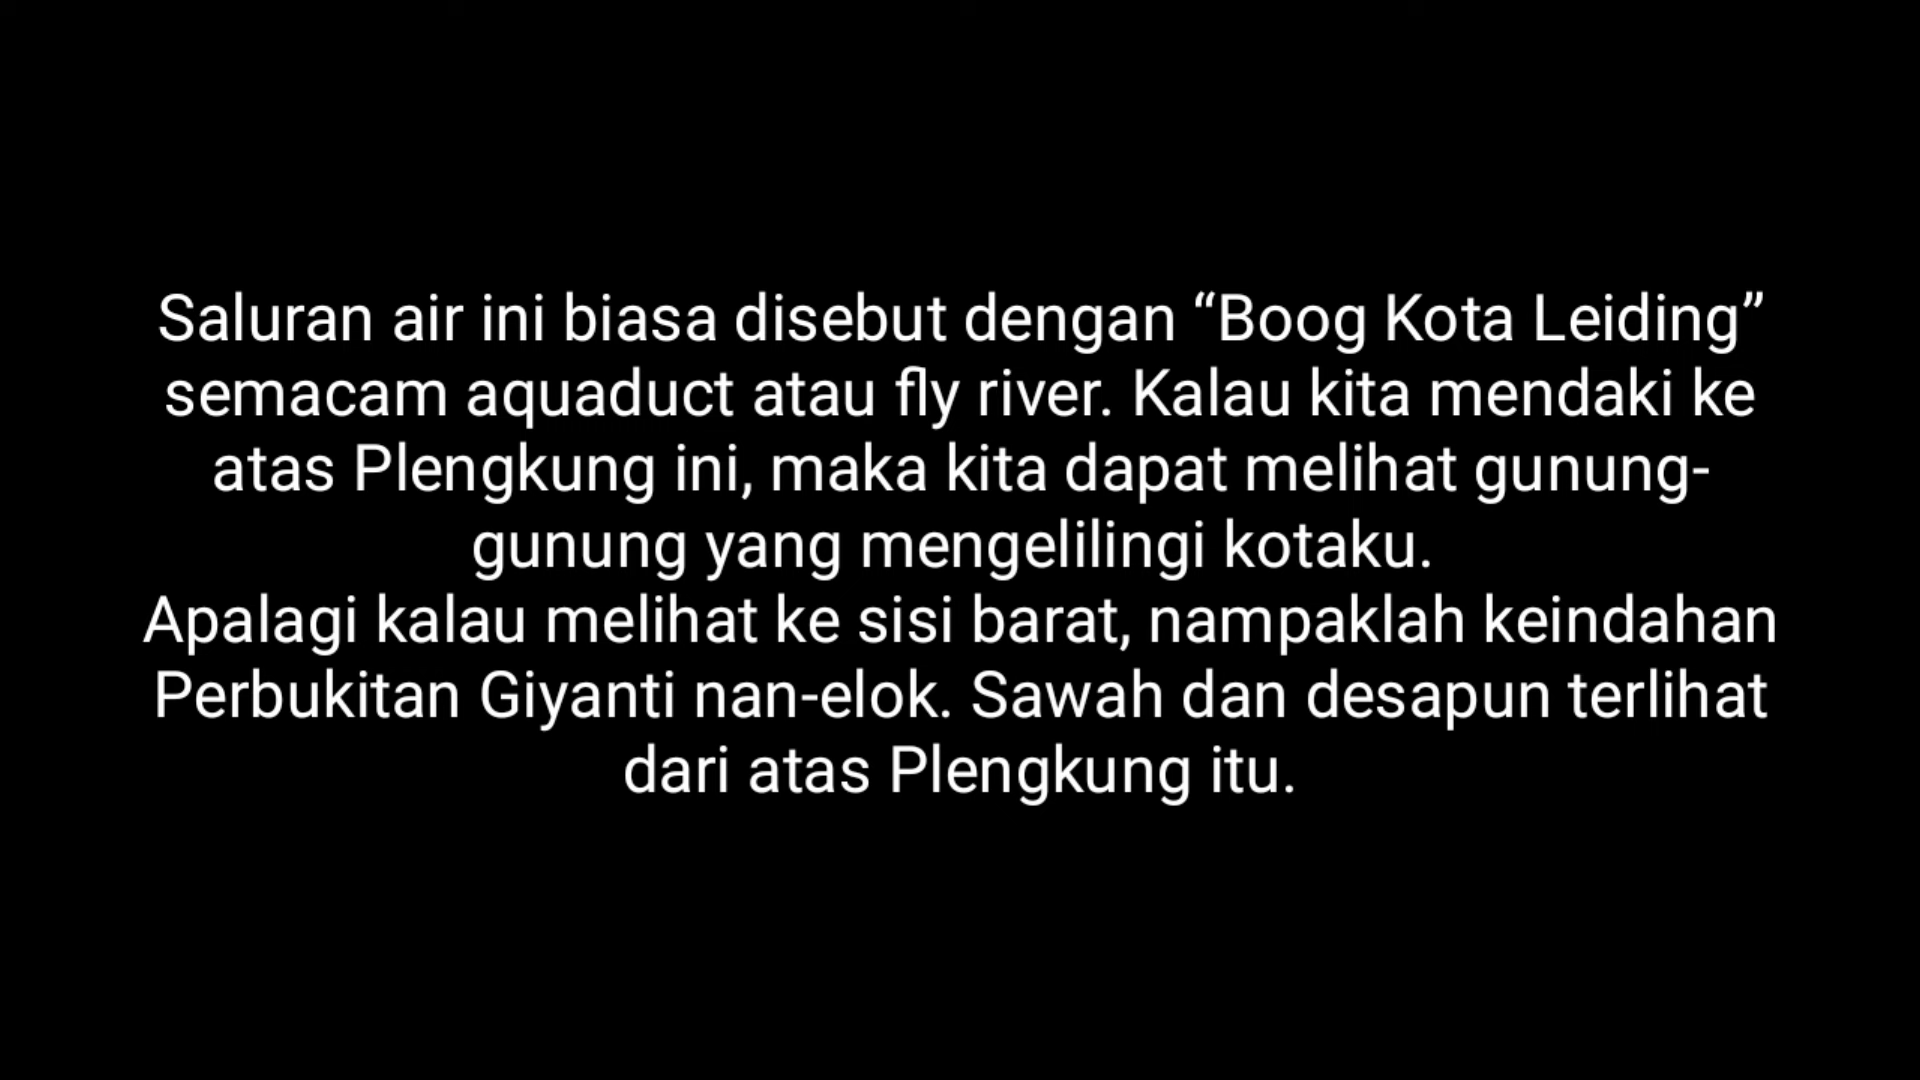 Saluran air ini biasa disebut dengan “Boog Kota Leiding”
semacam aquaduct atau fly river. Kalau kita mendaki ke
atas Plengkung ini, maka kita dapat melihat gunung-
gunung yang mengelilingi kotaku.
Apalagi kalau melihat ke sisi barat, nampaklah keindahan
Perbukitan Giyanti nan-elok. Sawah dan desapun terlihat
dari atas Plengkung itu.